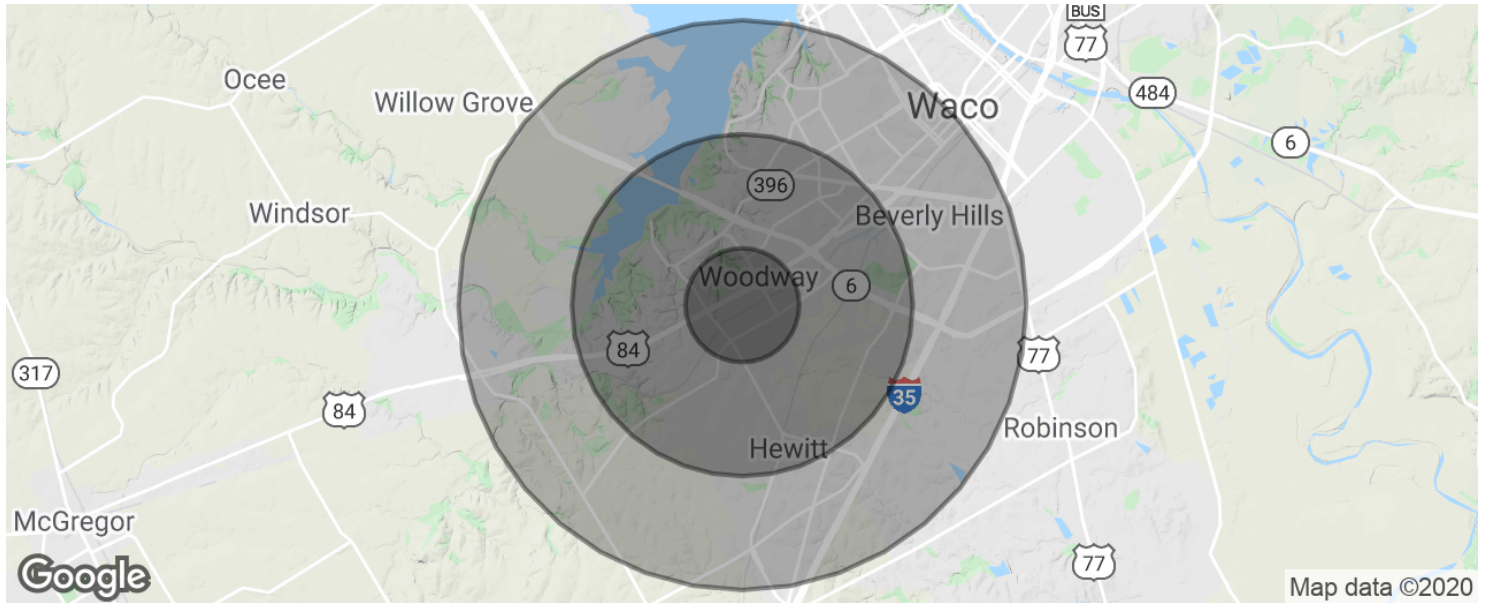 BUS
77
Ocee
Willow Grove
Waco
484
6
396
Windsor
Beverly Hills
Woodway
6
84
77
317
35
84
Robinson
Hewitt
McGregor
77
Google
Map data ©2020